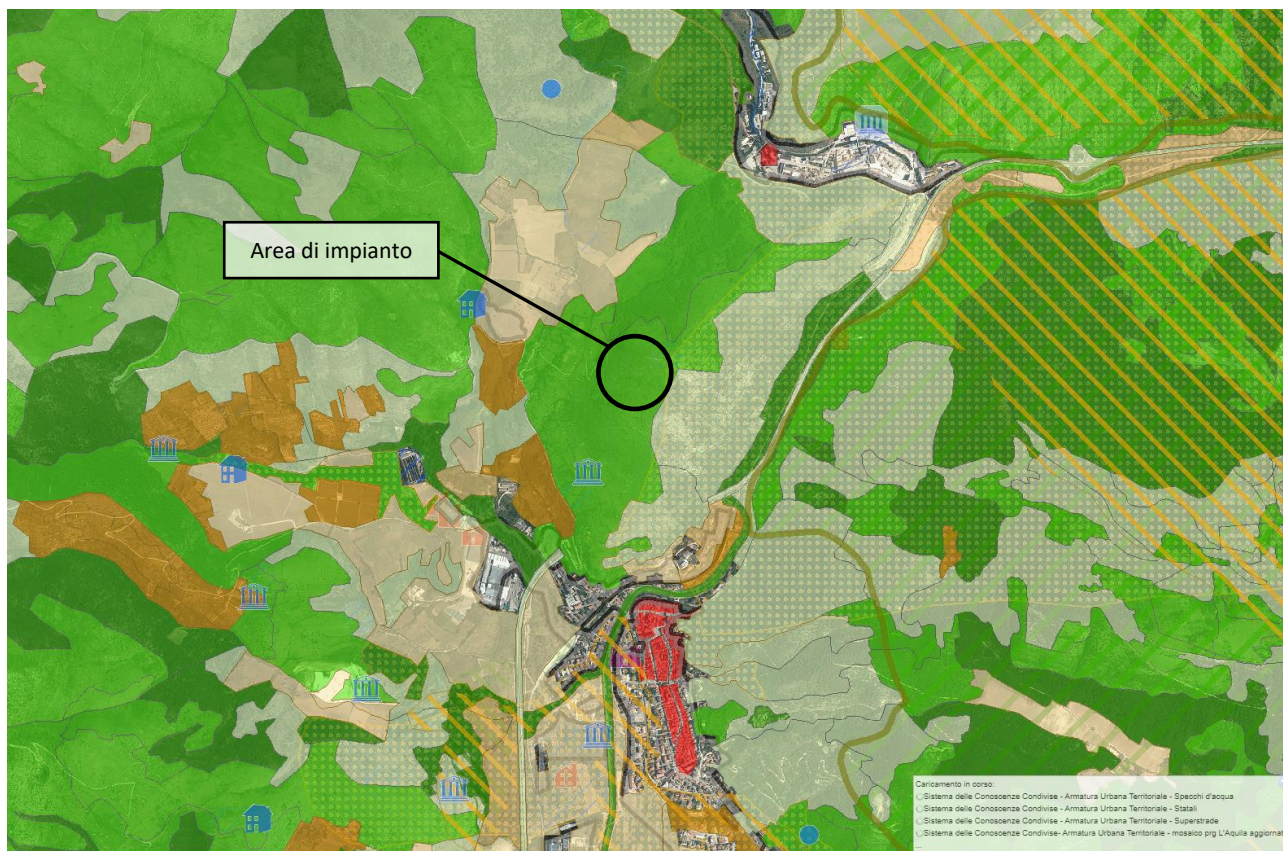 Area di impianto
Caricamento in corso:
Sistema delle Conoscenze Condivise - Armatura Urbana Territoriale - Specchi d'acqua
Sistema delle Conoscenze Condivise - Armatura Urbana Territoriale - Statali
Sistema delle Conoscenze Condivise - Armatura Urbana Territoriale - Superstrade
Sistema delle Conoscenze Condivise- Armatura Urbana Territoriale - mosaico prg L'Aquila aggiornat
...